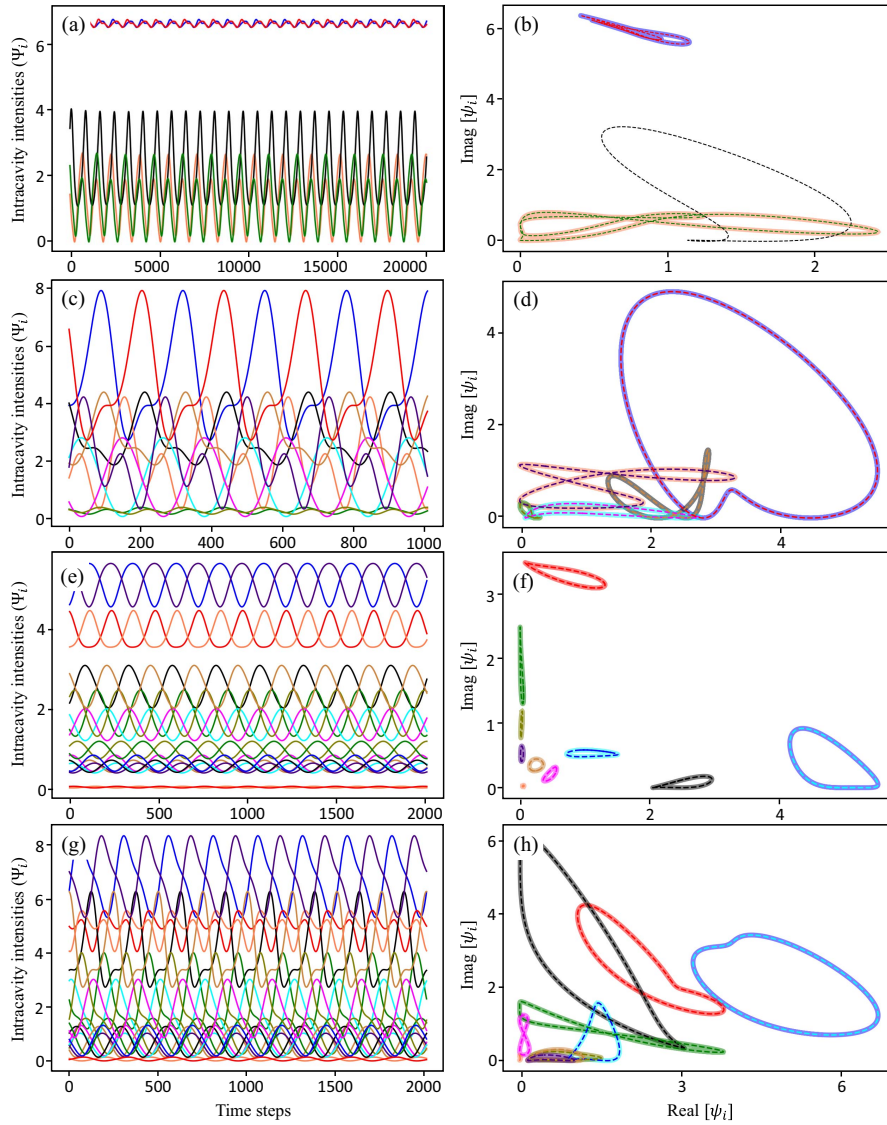 (a)
Intracavity intensities (Ψᵢ)
6
4
2
0
0 5000 10000 15000 20000
(b)
Imag [ψᵢ]
6
4
2
0
0 1 2
(c)
Intracavity intensities (Ψᵢ)
8
6
4
2
0
0 200 400 600 800 1000
(d)
Imag [ψᵢ]
4
2
0
0 2 4
(e)
Intracavity intensities (Ψᵢ)
4
2
0
0 500 1000 1500 2000
(f)
Imag [ψᵢ]
3
2
1
0
0 2 4
(g)
Intracavity intensities (Ψᵢ)
8
6
4
2
0
0 500 1000 1500 2000
Time steps
(h)
Imag [ψᵢ]
6
4
2
0
0 3 6
Real [ψᵢ]